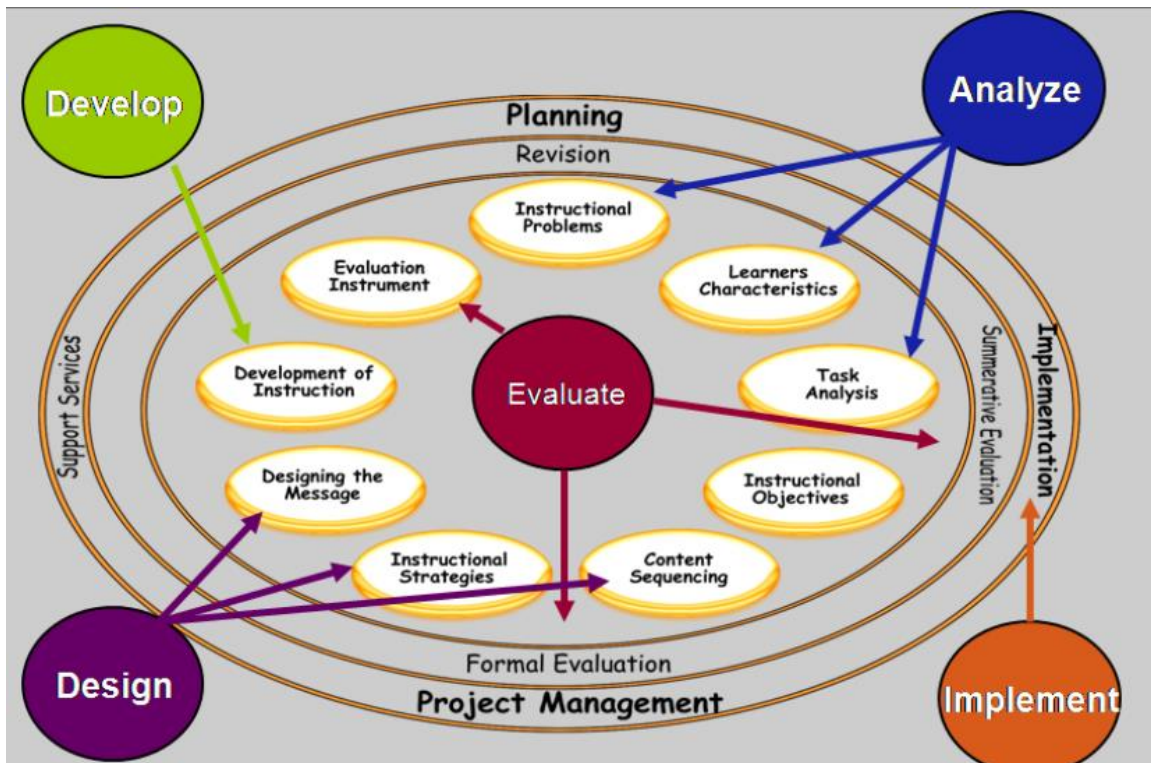 Develop
Analyze
Planning
Revision
Instructional
Problems
Evaluation
Instrument
Learners
Characteristics
Development of
Instruction
Evaluate
Task
Analysis
Support Services
Summerative Evaluation
Implementation
Designing the
Message
Instructional
Objectives
Instructional
Strategies
Content
Sequencing
Formal Evaluation
Project Management
Design
Implement